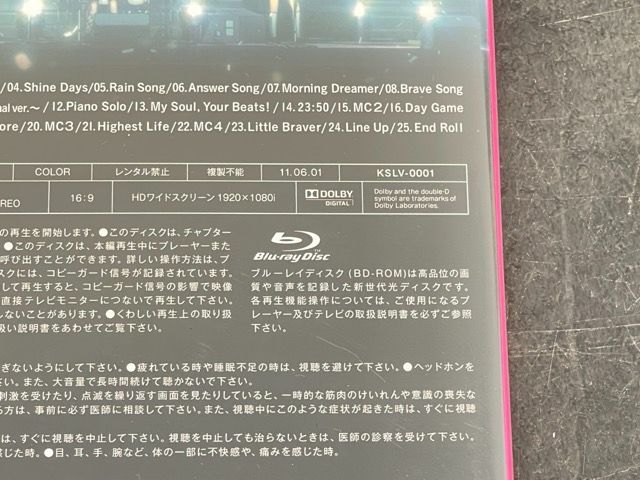 /04.Shine Days/05.Rain Song/06.Answer Song/07.Morning Dreamer/08.Brave Song
nal ver.～/12.Piano Solo/13.My Soul, Your Beats!/14.23:50/15.MC2/16.Day Game
ore/20.MC3/21.Highest Life/22.MC4/23.Little Braver/24.Line Up/25.End Roll
COLOR レンタル禁止 複製不能 11.06.01 KSLV-0001
EREO 16:9 HDワイドスクリーン 1920×1080i DOLBY DIGITAL Dolby and the double-D symbol are trademarks of Dolby Laboratories.
の再生を開始します。●このディスクは、チャプター
●このディスクは、本編再生中にプレーヤーまた
呼び出すことができます。詳しい操作方法は、プ
スクには、コピーガード信号が記録されています。
して再生すると、コピーガード信号の影響で映像
直接テレビモニターにつないで再生して下さい。
しないことがあります。●くわしい再生上の取り扱
扱い説明書をあわせてご覧下さい。
Blu-ray Disc
ブルーレイディスク(BD-ROM)は高品位の画
質や音声を記録した新世代光ディスクです。
各再生機能操作については、ご使用になるプ
レーヤー及びテレビの取扱説明書を必ずご参照
下さい。
ぎないようにして下さい。●疲れている時や睡眠不足の時は、視聴を避けて下さい。●ヘッドホンを
さい。また、大音量で長時間続けて聴かないで下さい。
刺激を受けたり、点滅を繰り返す画面を見たりしていると、一時的な筋肉のけいれんや意識の喪失な
る方は、事前に必ず医師に相談して下さい。また、視聴中にこのような症状が起きた時は、すぐに視聴
は、すぐに視聴を中止して下さい。視聴を中止しても治らないときは、医師の診察を受けて下さい。
感じた時。●目、耳、手、腕など、体の一部に不快感や、痛みを感じた時。